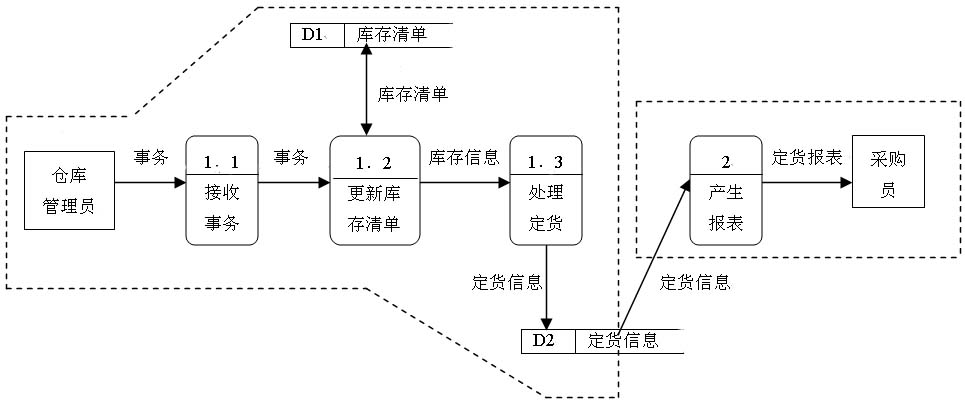 D1 库存清单
库存清单
仓库
管理员
事务
1.1
接收
事务
事务
1.2
更新库
存清单
库存信息
1.3
处理
定货
定货信息
D2 定货信息
定货信息
2
产生
报表
定货报表
采购
员